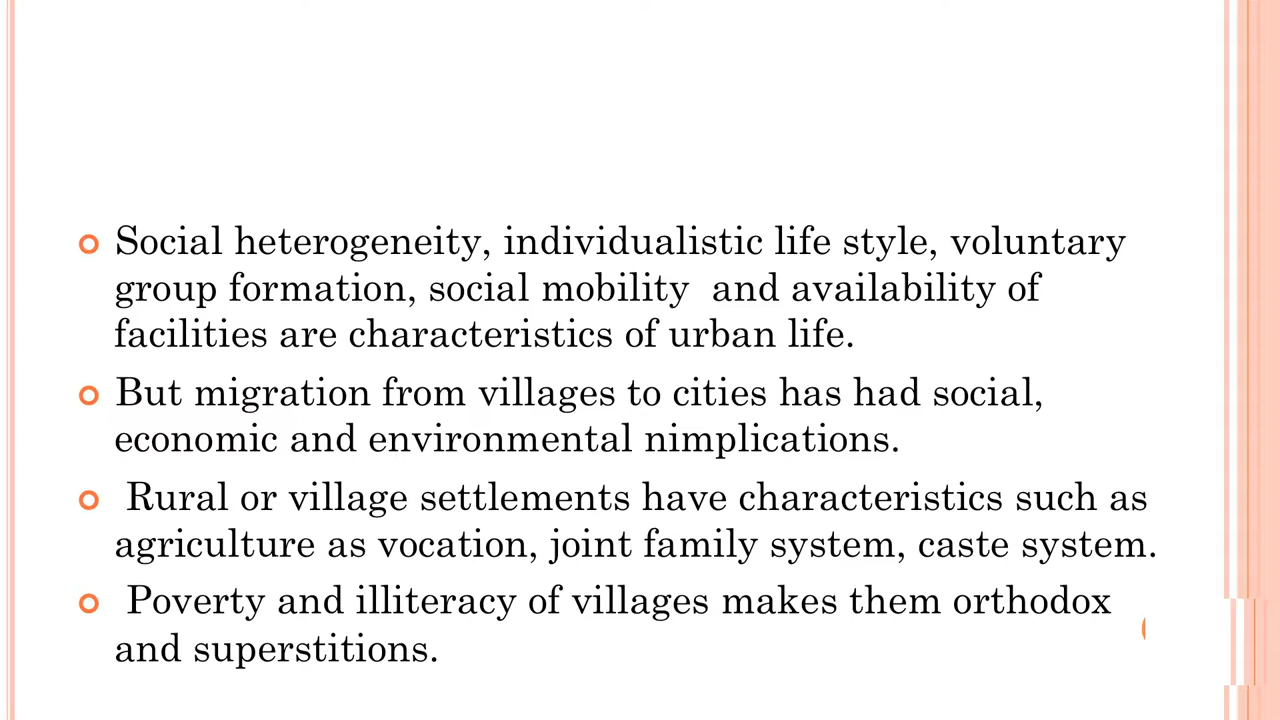 Social heterogeneity, individualistic life style, voluntary
group formation, social mobility  and availability of
facilities are characteristics of urban life.
But migration from villages to cities has had social,
economic and environmental nimplications.
Rural or village settlements have characteristics such as
agriculture as vocation, joint family system, caste system.
Poverty and illiteracy of villages makes them orthodox
and superstitions.